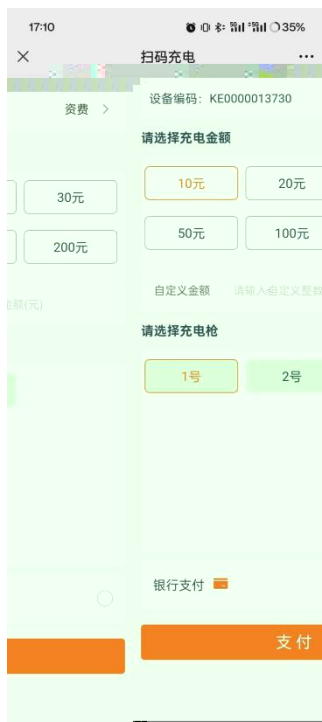 17:10
35%
扫码充电
资费
设备编码：KE0000013730
请选择充电金额
30元
10元
20元
200元
50元
100元
金额(元)
自定义金额
请输入自定义整数
请选择充电枪
1号
2号
银行支付
支付